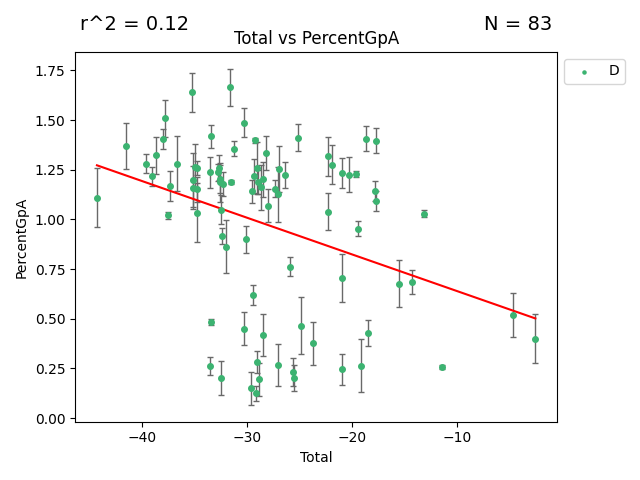 r^2 = 0.12
N = 83
Total vs PercentGpA
D
1.75
1.50
1.25
1.00
0.75
0.50
0.25
0.00
PercentGpA
−40
−30
−20
−10
Total